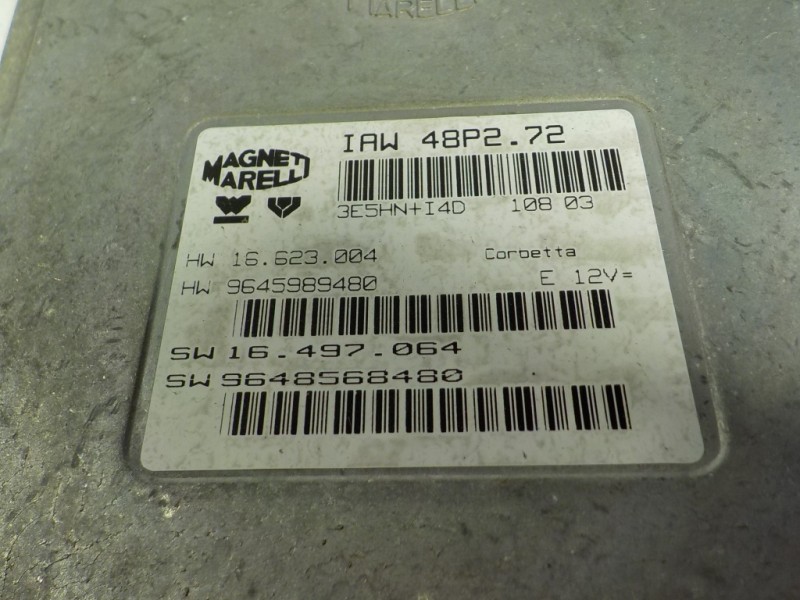 MARELLI
IAW 48P2.72
MAGNETI
MARELLI
3E5HN+I4D 108 03
HW 16.623.004 Corbetta
HW 9645989480 E 12V=
SW 16.497.064
SW 9648568480